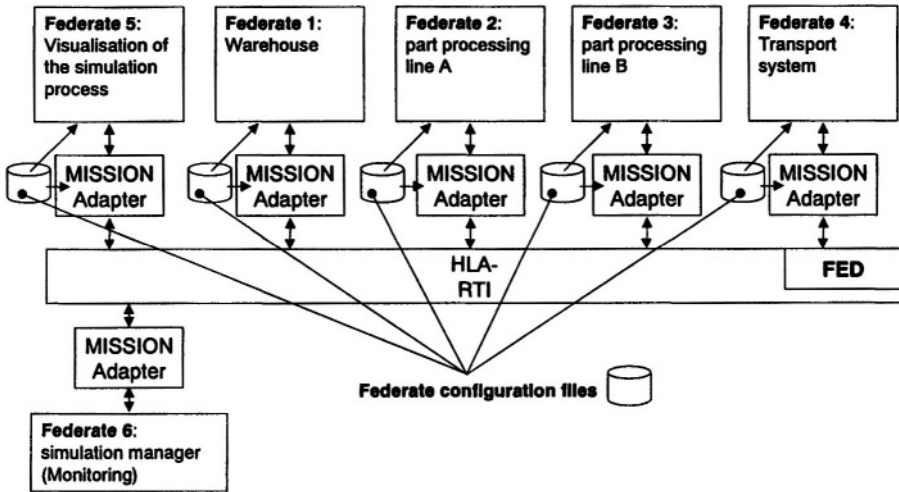 Federate 5:
Visualisation of
the simulation
process
Federate 1:
Warehouse
Federate 2:
part processing
line A
Federate 3:
part processing
line B
Federate 4:
Transport
system
MISSION
Adapter
MISSION
Adapter
MISSION
Adapter
MISSION
Adapter
MISSION
Adapter
HLA-
RTI
FED
MISSION
Adapter
Federate configuration files
Federate 6:
simulation manager
(Monitoring)